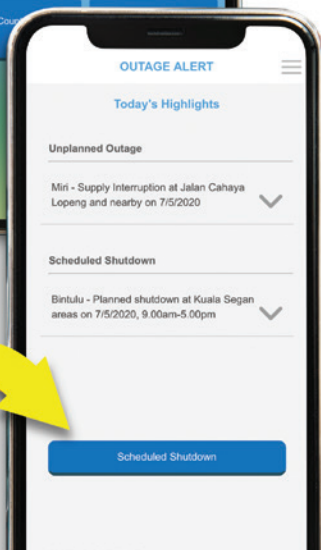 Coun
OUTAGE ALERT
Today's Highlights
Unplanned Outage
Miri - Supply Interruption at Jalan Cahaya
Lopeng and nearby on 7/5/2020
Scheduled Shutdown
Bintulu - Planned shutdown at Kuala Segan
areas on 7/5/2020, 9.00am-5.00pm
Scheduled Shutdown